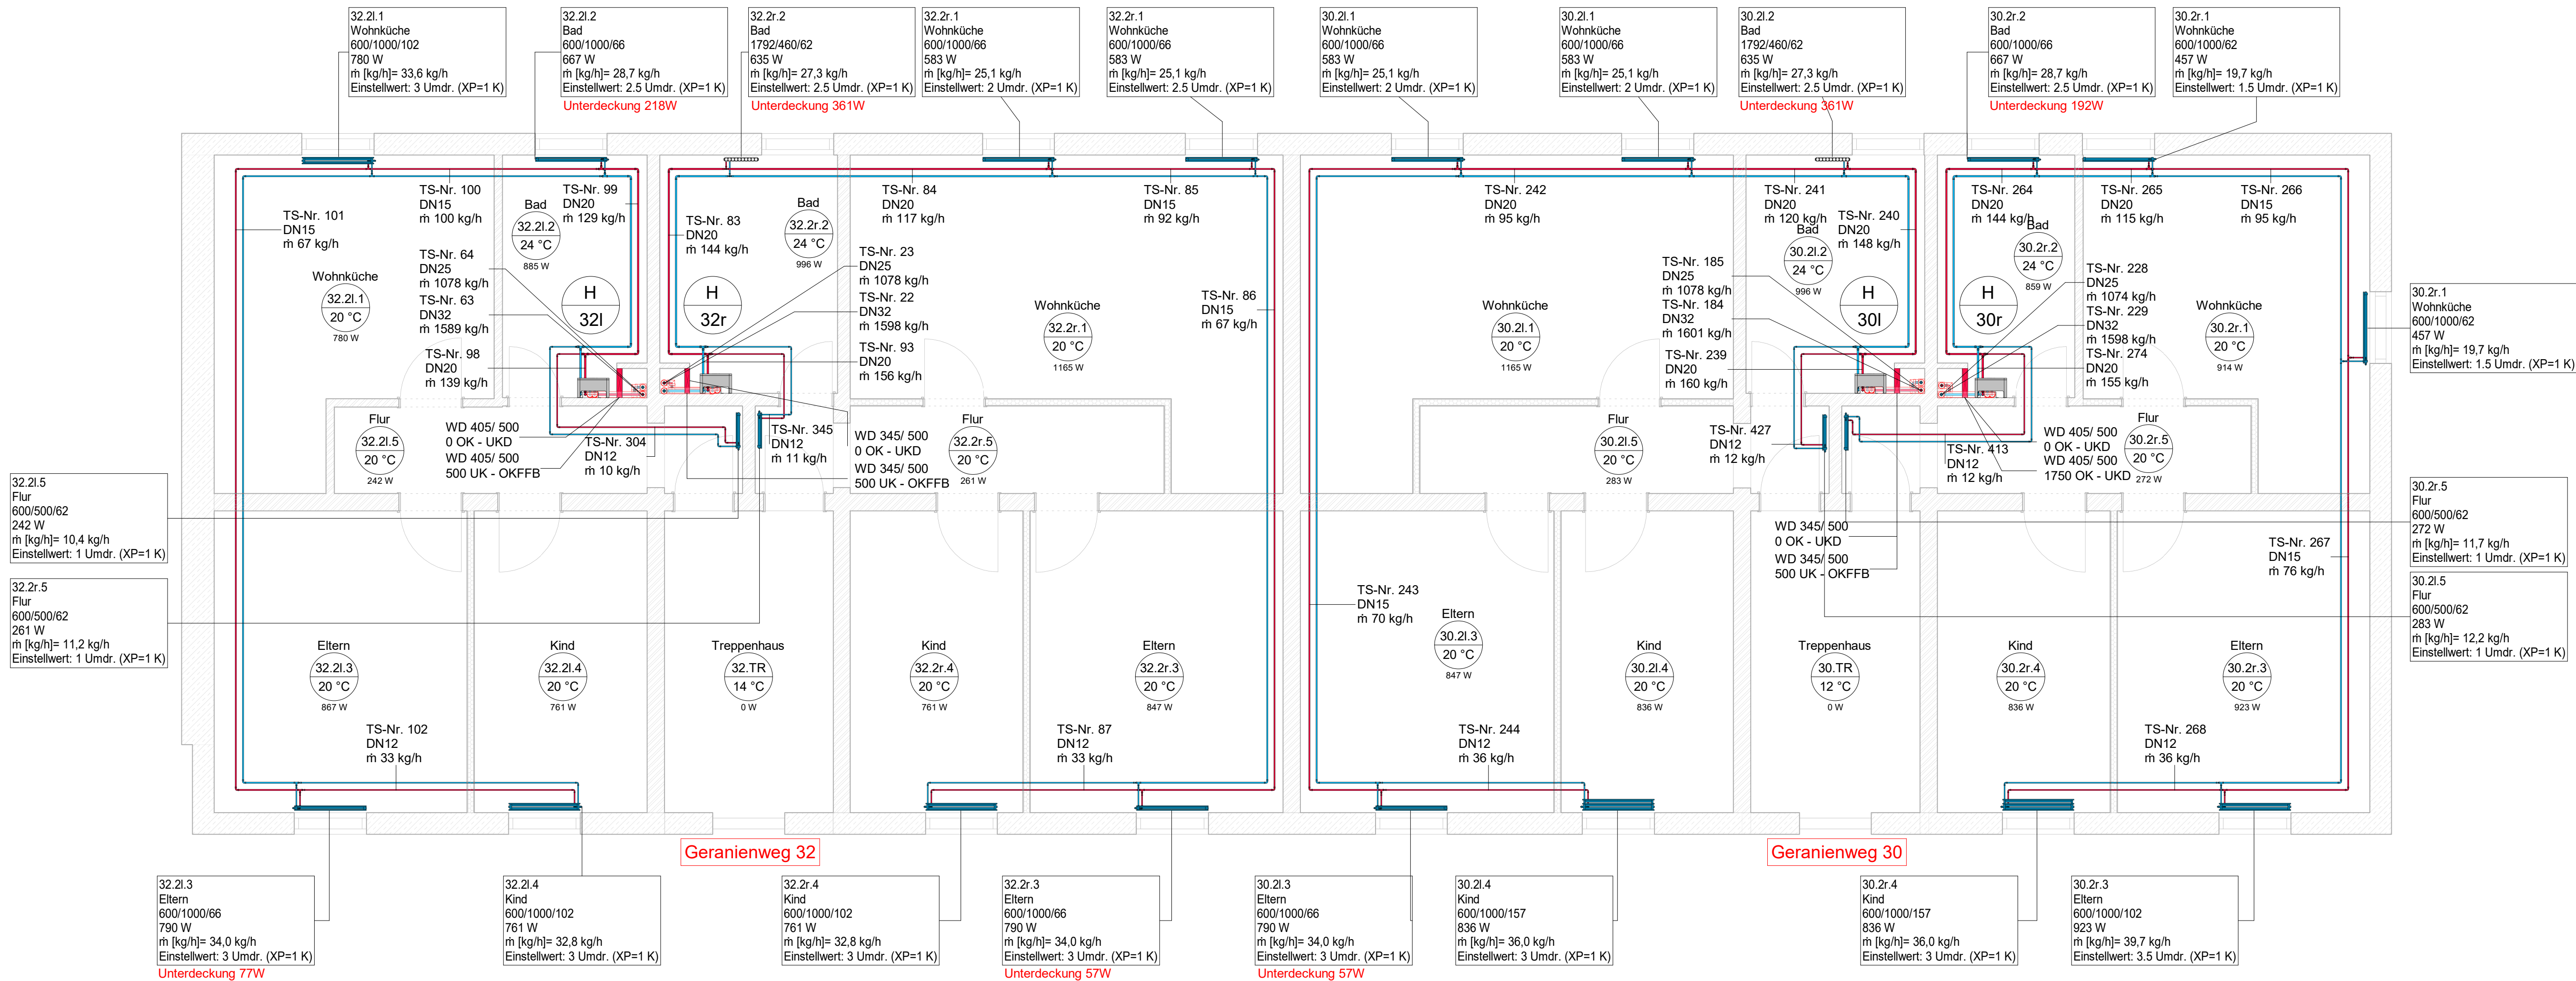 32.2l.1
Wohnküche
600/1000/102
780 W
ṁ [kg/h]= 33,6 kg/h
Einstellwert: 3 Umdr. (XP=1 K)
32.2l.2
Bad
600/1000/66
667 W
ṁ [kg/h]= 28,7 kg/h
Einstellwert: 2.5 Umdr. (XP=1 K)
Unterdeckung 218W
32.2r.2
Bad
1792/460/62
635 W
ṁ [kg/h]= 27,3 kg/h
Einstellwert: 2.5 Umdr. (XP=1 K)
Unterdeckung 361W
32.2r.1
Wohnküche
600/1000/66
583 W
ṁ [kg/h]= 25,1 kg/h
Einstellwert: 2 Umdr. (XP=1 K)
32.2r.1
Wohnküche
600/1000/66
583 W
ṁ [kg/h]= 25,1 kg/h
Einstellwert: 2.5 Umdr. (XP=1 K)
30.2l.1
Wohnküche
600/1000/66
583 W
ṁ [kg/h]= 25,1 kg/h
Einstellwert: 2 Umdr. (XP=1 K)
30.2l.1
Wohnküche
600/1000/66
583 W
ṁ [kg/h]= 25,1 kg/h
Einstellwert: 2 Umdr. (XP=1 K)
30.2l.2
Bad
1792/460/62
635 W
ṁ [kg/h]= 27,3 kg/h
Einstellwert: 2.5 Umdr. (XP=1 K)
Unterdeckung 361W
30.2r.2
Bad
600/1000/66
667 W
ṁ [kg/h]= 28,7 kg/h
Einstellwert: 2.5 Umdr. (XP=1 K)
Unterdeckung 192W
30.2r.1
Wohnküche
600/1000/62
457 W
ṁ [kg/h]= 19,7 kg/h
Einstellwert: 1.5 Umdr. (XP=1 K)
TS-Nr. 101
DN15
ṁ 67 kg/h
TS-Nr. 100
DN15
ṁ 100 kg/h
TS-Nr. 99
DN20
ṁ 129 kg/h
Bad
32.2l.2
24 °C
885 W
TS-Nr. 64
DN25
ṁ 1078 kg/h
TS-Nr. 63
DN32
ṁ 1589 kg/h
TS-Nr. 98
DN20
ṁ 139 kg/h
Wohnküche
32.2l.1
20 °C
780 W
H
32l
Flur
32.2l.5
20 °C
242 W
WD 405/ 500
0 OK - UKD
WD 405/ 500
500 UK - OKFFB
TS-Nr. 304
DN12
ṁ 10 kg/h
TS-Nr. 83
DN20
ṁ 144 kg/h
Bad
32.2r.2
24 °C
996 W
H
32r
TS-Nr. 84
DN20
ṁ 117 kg/h
TS-Nr. 85
DN15
ṁ 92 kg/h
TS-Nr. 23
DN25
ṁ 1078 kg/h
TS-Nr. 22
DN32
ṁ 1598 kg/h
TS-Nr. 93
DN20
ṁ 156 kg/h
Wohnküche
32.2r.1
20 °C
1165 W
TS-Nr. 86
DN15
ṁ 67 kg/h
TS-Nr. 345
DN12
ṁ 11 kg/h
WD 345/ 500
0 OK - UKD
WD 345/ 500
500 UK - OKFFB
Flur
32.2r.5
20 °C
261 W
TS-Nr. 242
DN20
ṁ 95 kg/h
TS-Nr. 241
DN20
ṁ 120 kg/h
TS-Nr. 240
DN20
ṁ 148 kg/h
Bad
30.2l.2
24 °C
996 W
H
30l
TS-Nr. 185
DN25
ṁ 1078 kg/h
TS-Nr. 184
DN32
ṁ 1601 kg/h
TS-Nr. 239
DN20
ṁ 160 kg/h
Wohnküche
30.2l.1
20 °C
1165 W
Flur
30.2l.5
20 °C
283 W
TS-Nr. 427
DN12
ṁ 12 kg/h
WD 345/ 500
0 OK - UKD
WD 345/ 500
500 UK - OKFFB
TS-Nr. 264
DN20
ṁ 144 kg/h
TS-Nr. 265
DN20
ṁ 115 kg/h
TS-Nr. 266
DN15
ṁ 95 kg/h
Bad
30.2r.2
24 °C
859 W
H
30r
TS-Nr. 228
DN25
ṁ 1074 kg/h
TS-Nr. 229
DN32
ṁ 1598 kg/h
TS-Nr. 274
DN20
ṁ 155 kg/h
Wohnküche
30.2r.1
20 °C
914 W
TS-Nr. 413
DN12
ṁ 12 kg/h
WD 405/ 500
0 OK - UKD
WD 405/ 500
1750 OK - UKD
Flur
30.2r.5
20 °C
272 W
30.2r.1
Wohnküche
600/1000/62
457 W
ṁ [kg/h]= 19,7 kg/h
Einstellwert: 1.5 Umdr. (XP=1 K)
32.2l.5
Flur
600/500/62
242 W
ṁ [kg/h]= 10,4 kg/h
Einstellwert: 1 Umdr. (XP=1 K)
32.2r.5
Flur
600/500/62
261 W
ṁ [kg/h]= 11,2 kg/h
Einstellwert: 1 Umdr. (XP=1 K)
30.2r.5
Flur
600/500/62
272 W
ṁ [kg/h]= 11,7 kg/h
Einstellwert: 1 Umdr. (XP=1 K)
30.2l.5
Flur
600/500/62
283 W
ṁ [kg/h]= 12,2 kg/h
Einstellwert: 1 Umdr. (XP=1 K)
Eltern
32.2l.3
20 °C
867 W
TS-Nr. 102
DN12
ṁ 33 kg/h
Kind
32.2l.4
20 °C
761 W
Treppenhaus
32.TR
14 °C
0 W
Kind
32.2r.4
20 °C
761 W
TS-Nr. 87
DN12
ṁ 33 kg/h
Eltern
32.2r.3
20 °C
847 W
TS-Nr. 243
DN15
ṁ 70 kg/h
Eltern
30.2l.3
20 °C
847 W
TS-Nr. 244
DN12
ṁ 36 kg/h
Kind
30.2l.4
20 °C
836 W
Treppenhaus
30.TR
12 °C
0 W
Kind
30.2r.4
20 °C
836 W
TS-Nr. 267
DN15
ṁ 76 kg/h
Eltern
30.2r.3
20 °C
923 W
TS-Nr. 268
DN12
ṁ 36 kg/h
Geranienweg 32
Geranienweg 30
32.2l.3
Eltern
600/1000/66
790 W
ṁ [kg/h]= 34,0 kg/h
Einstellwert: 3 Umdr. (XP=1 K)
Unterdeckung 77W
32.2l.4
Kind
600/1000/102
761 W
ṁ [kg/h]= 32,8 kg/h
Einstellwert: 3 Umdr. (XP=1 K)
32.2r.4
Kind
600/1000/102
761 W
ṁ [kg/h]= 32,8 kg/h
Einstellwert: 3 Umdr. (XP=1 K)
32.2r.3
Eltern
600/1000/66
790 W
ṁ [kg/h]= 34,0 kg/h
Einstellwert: 3 Umdr. (XP=1 K)
Unterdeckung 57W
30.2l.3
Eltern
600/1000/66
790 W
ṁ [kg/h]= 34,0 kg/h
Einstellwert: 3 Umdr. (XP=1 K)
Unterdeckung 57W
30.2l.4
Kind
600/1000/157
836 W
ṁ [kg/h]= 36,0 kg/h
Einstellwert: 3 Umdr. (XP=1 K)
30.2r.4
Kind
600/1000/157
836 W
ṁ [kg/h]= 36,0 kg/h
Einstellwert: 3 Umdr. (XP=1 K)
30.2r.3
Eltern
600/1000/102
923 W
ṁ [kg/h]= 39,7 kg/h
Einstellwert: 3.5 Umdr. (XP=1 K)